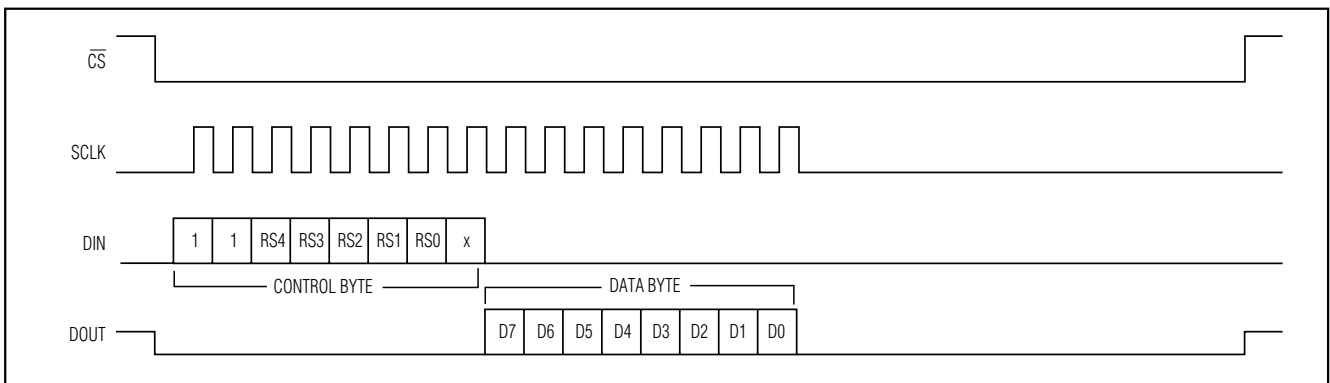 C̅S̅
SCLK
DIN 1 1 RS4 RS3 RS2 RS1 RS0 x
CONTROL BYTE DATA BYTE
DOUT D7 D6 D5 D4 D3 D2 D1 D0